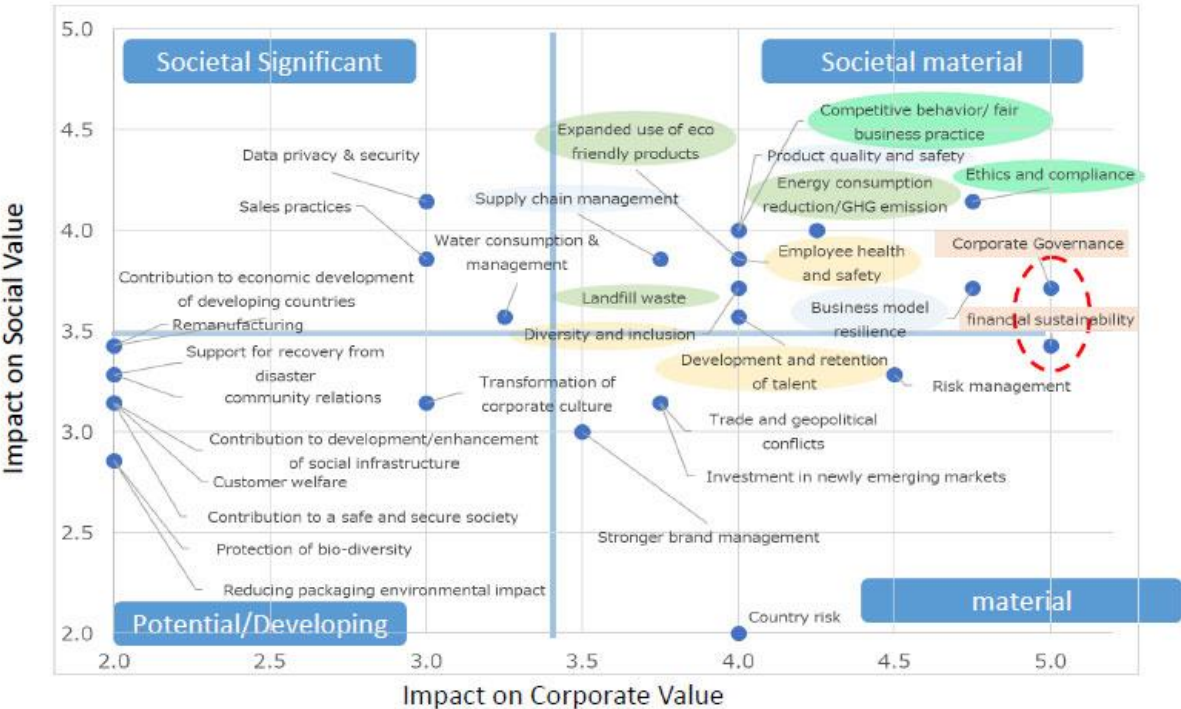 5.0
Societal Significant
Societal material
4.5
Competitive behavior/ fair
business practice
Expanded use of eco
friendly products
Data privacy & security
Product quality and safety
Ethics and compliance
Energy consumption
reduction/GHG emission
Supply chain management
Sales practices
4.0
Water consumption &
management
Employee health
and safety
Corporate Governance
Contribution to economic development
of developing countries
Landfill waste
Business model
resilience
financial sustainability
Remanufacturing
3.5
Diversity and inclusion
Support for recovery from
disaster
community relations
Transformation of
corporate culture
Development and retention
of talent
Risk management
3.0
Contribution to development/enhancement
of social infrastructure
Trade and geopolitical
conflicts
Customer welfare
Investment in newly emerging markets
Contribution to a safe and secure society
2.5
Stronger brand management
Protection of bio-diversity
Reducing packaging environmental impact
Potential/Developing
material
Country risk
2.0
2.0
2.5
3.0
3.5
4.0
4.5
5.0
Impact on Corporate Value
Impact on Social Value